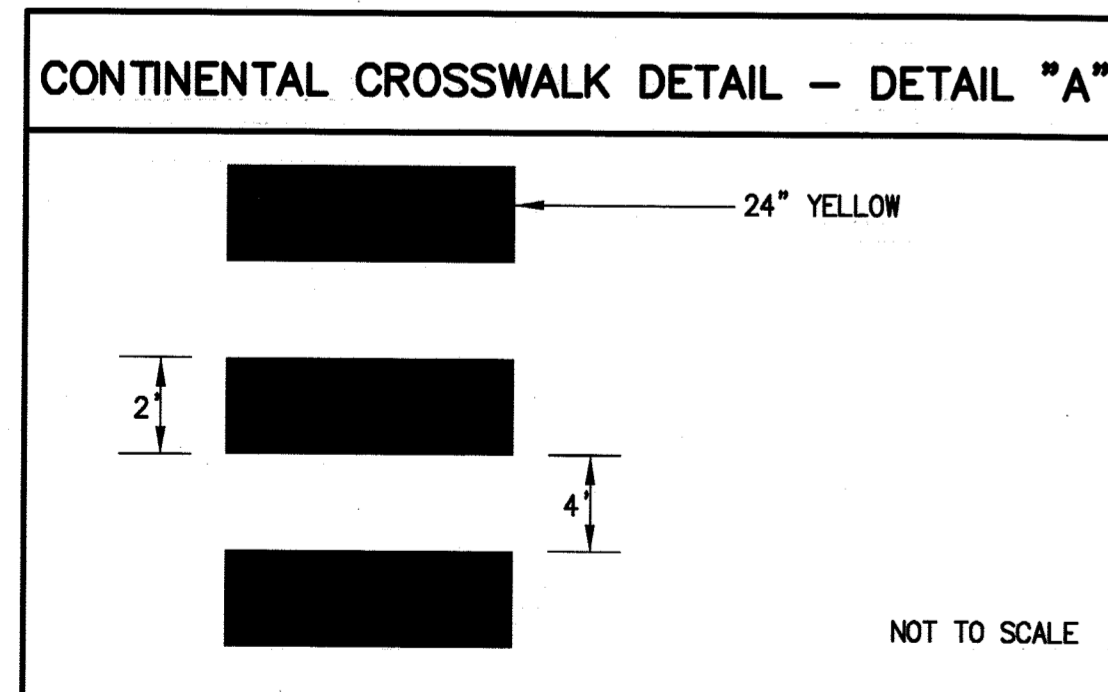 CONTINENTAL CROSSWALK DETAIL – DETAIL "A"
24" YELLOW
2'
4'
NOT TO SCALE